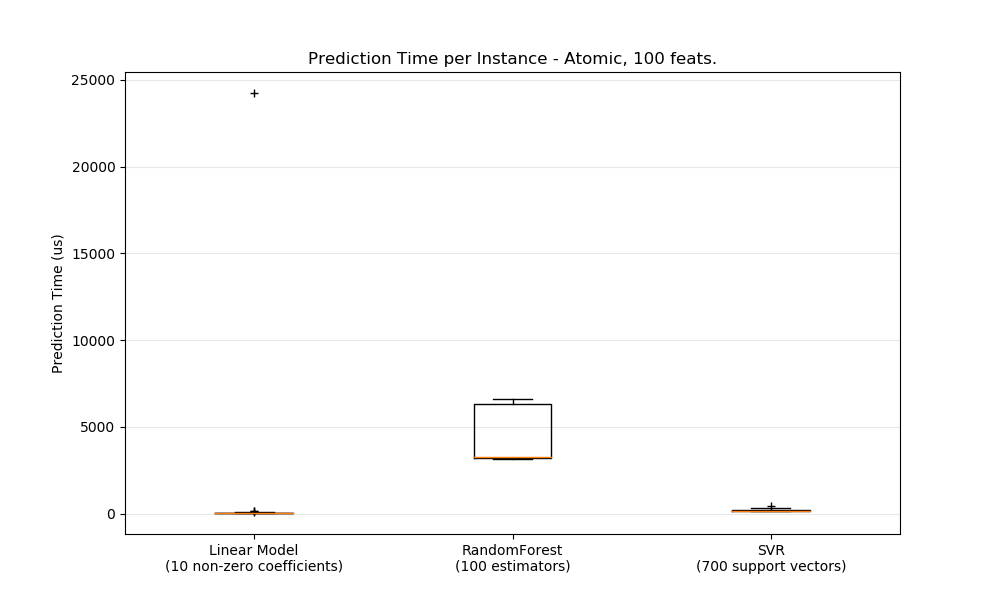 Prediction Time per Instance - Atomic, 100 feats.
25000
20000
15000
10000
5000
0
Prediction Time (us)
Linear Model
(10 non-zero coefficients)
RandomForest
(100 estimators)
SVR
(700 support vectors)